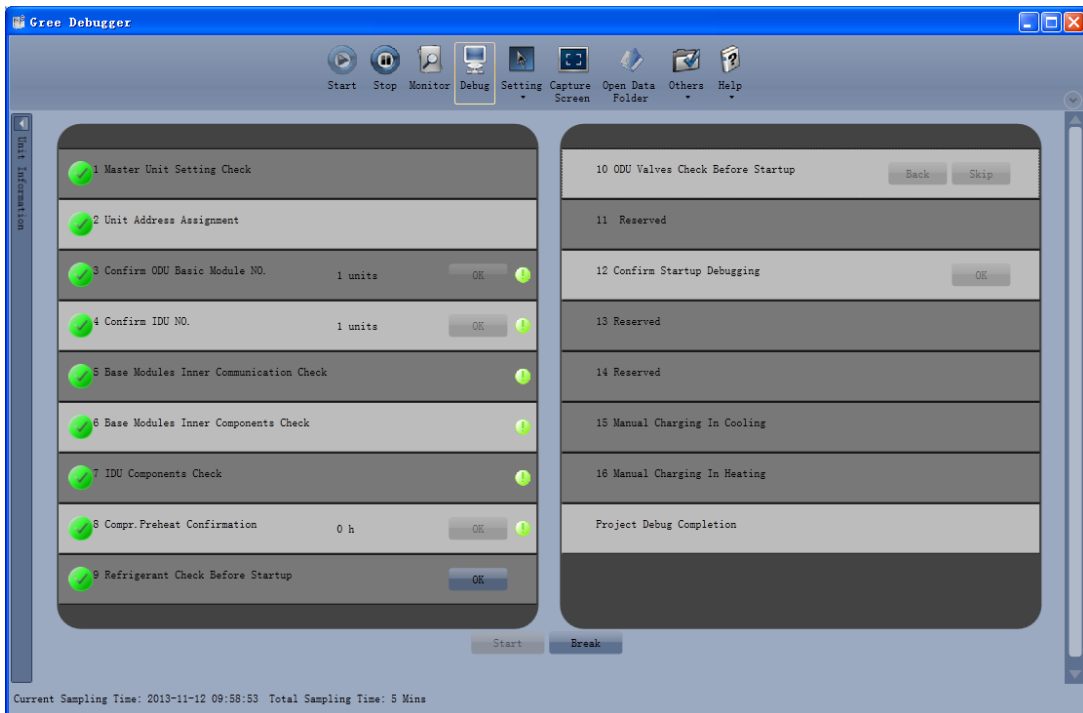 Gree Debugger
Start Stop Monitor Debug Setting Capture Screen Open Data Folder Others Help
Unit Information
1 Master Unit Setting Check
2 Unit Address Assignment
3 Confirm ODU Basic Module NO. 1 units OK
4 Confirm IDU NO. 1 units OK
5 Base Modules Inner Communication Check
6 Base Modules Inner Components Check
7 IDU Components Check
8 Compr.Preheat Confirmation 0 h OK
9 Refrigerant Check Before Startup OK
10 ODU Valves Check Before Startup Back Skip
11 Reserved
12 Confirm Startup Debugging OK
13 Reserved
14 Reserved
15 Manual Charging In Cooling
16 Manual Charging In Heating
Project Debug Completion
Start Break
Current Sampling Time: 2013-11-12 09:58:53 Total Sampling Time: 5 Mins